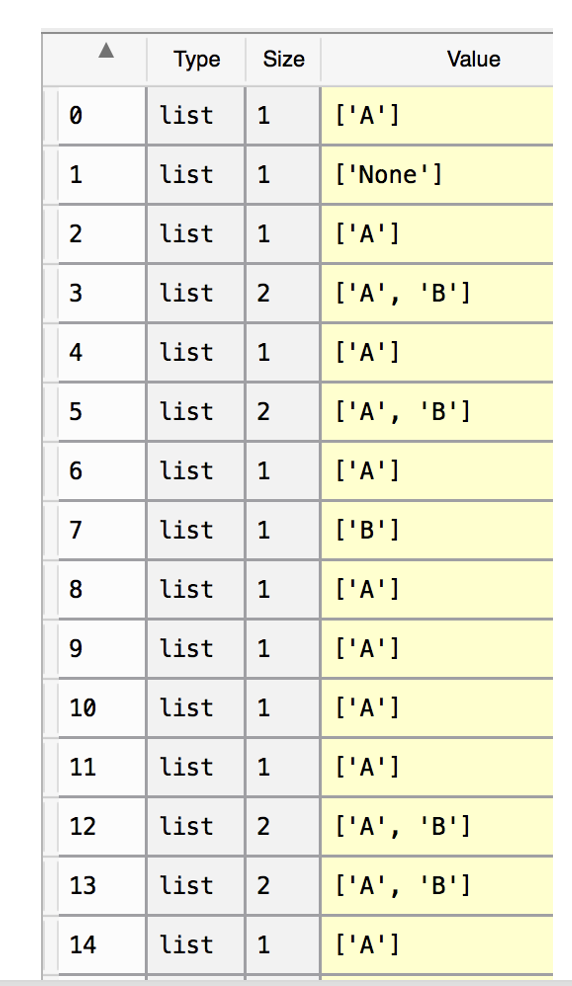 ▲ Type Size Value
0 list 1 ['A']
1 list 1 ['None']
2 list 1 ['A']
3 list 2 ['A', 'B']
4 list 1 ['A']
5 list 2 ['A', 'B']
6 list 1 ['A']
7 list 1 ['B']
8 list 1 ['A']
9 list 1 ['A']
10 list 1 ['A']
11 list 1 ['A']
12 list 2 ['A', 'B']
13 list 2 ['A', 'B']
14 list 1 ['A']